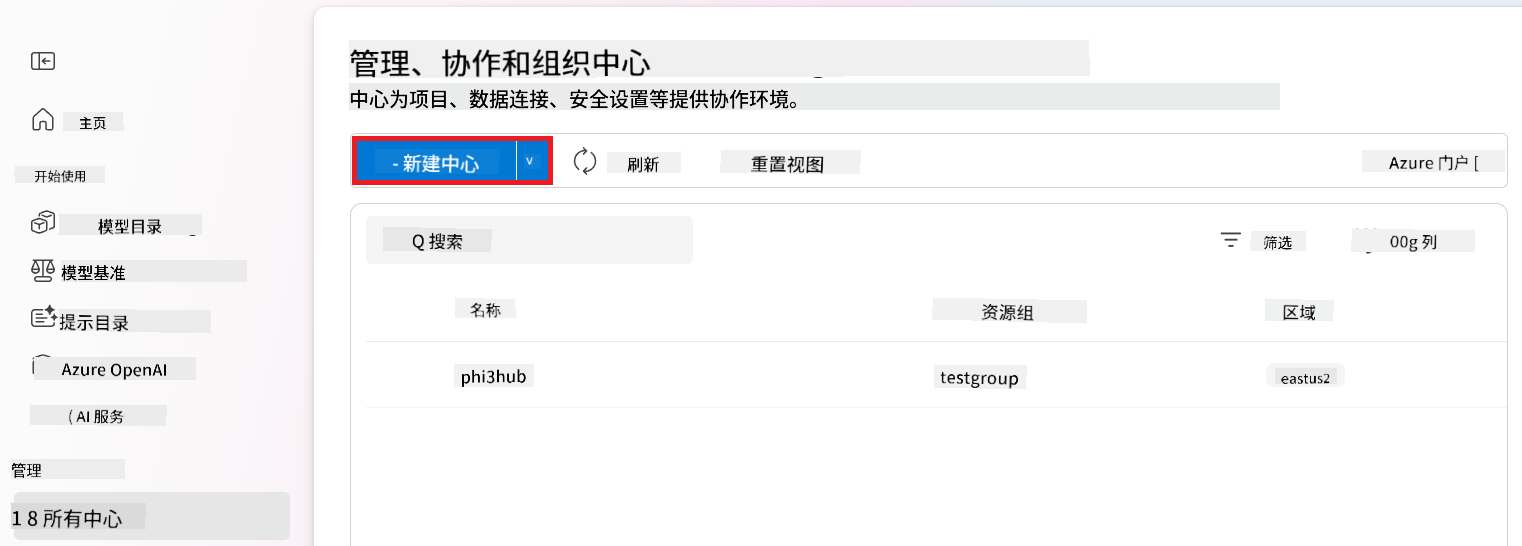 主页
开始使用
模型目录
模型基准
提示目录
Azure OpenAI
( AI 服务
管理
1 8 所有中心
管理、协作和组织中心
中心为项目、数据连接、安全设置等提供协作环境。
- 新建中心 v
刷新
重置视图
Azure 门户 [
Q 搜索
筛选
00g 列
名称 资源组 区域
phi3hub testgroup eastus2